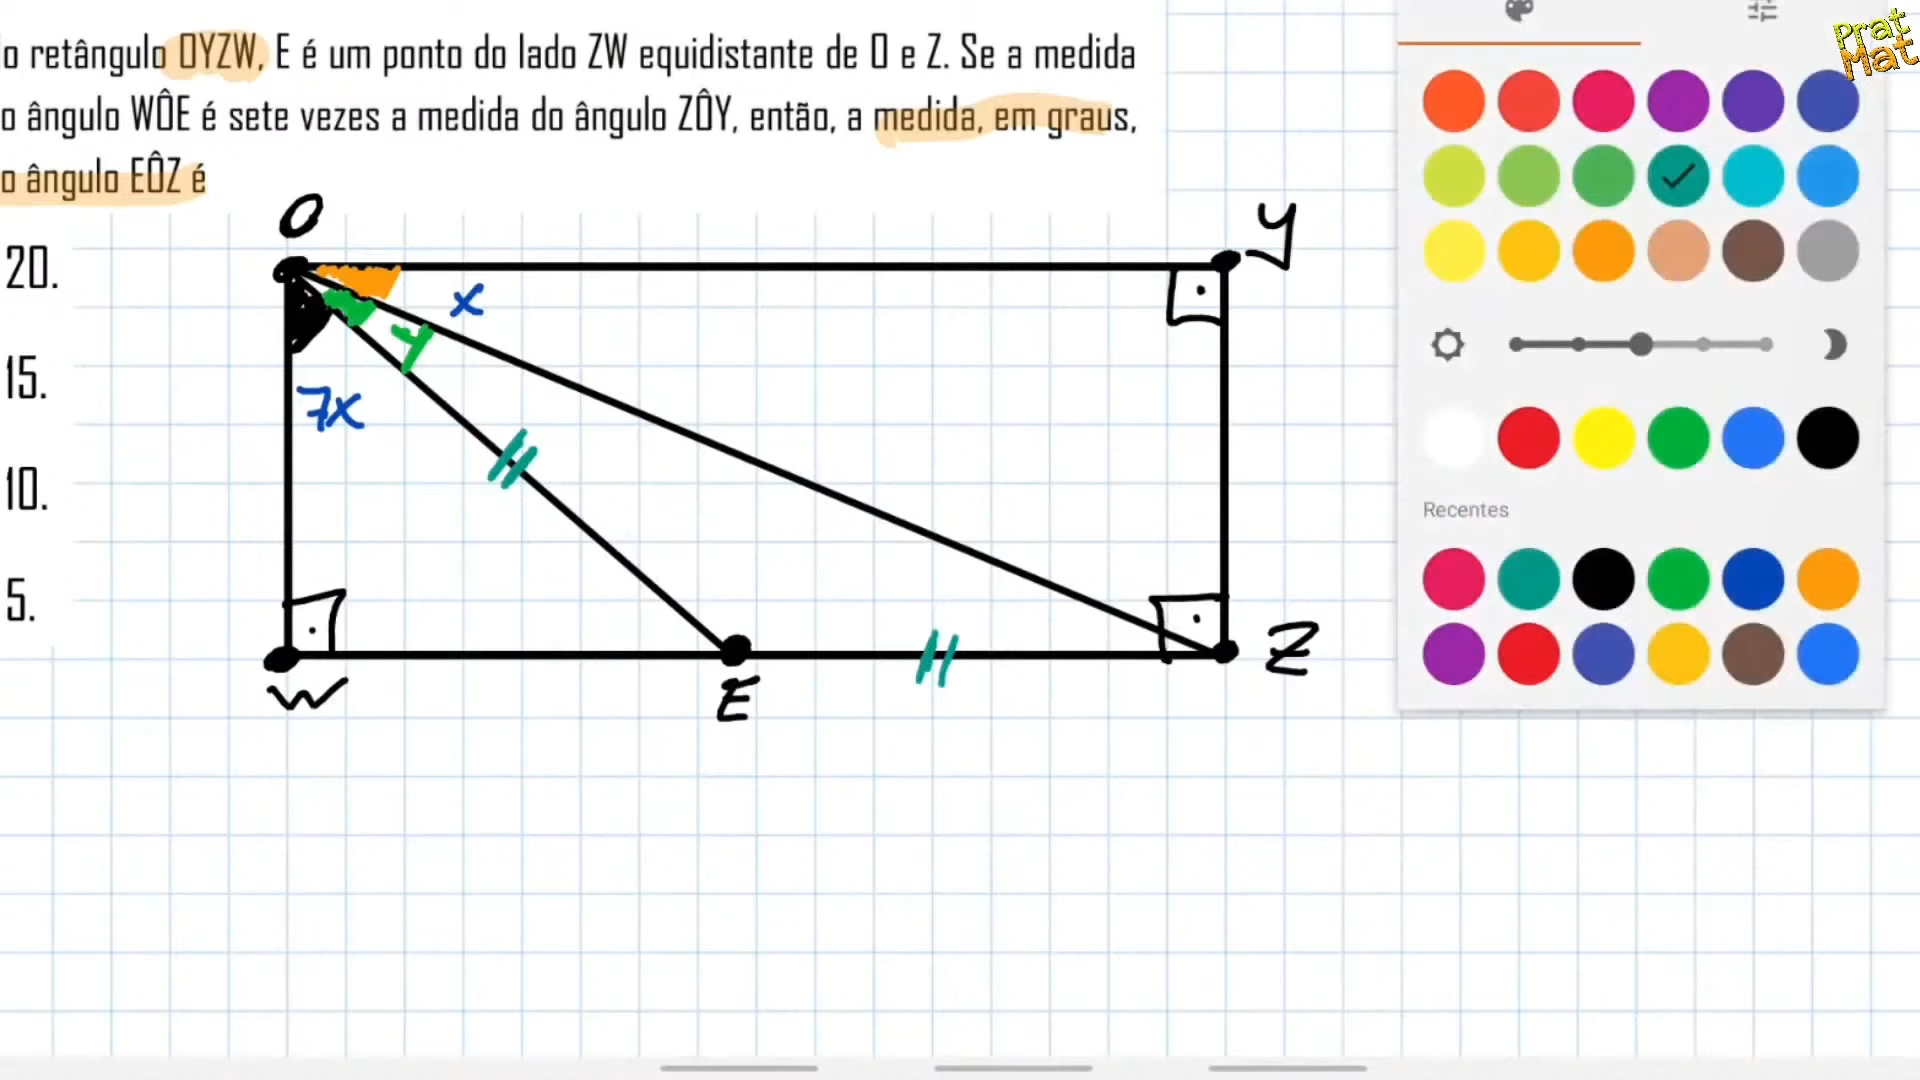 lo retângulo OYZW, E é um ponto do lado ZW equidistante de O e Z. Se a medida
o ângulo WÔE é sete vezes a medida do ângulo ZÔY, então, a medida, em graus,
o ângulo EÔZ é
20.
15.
10.
5.
O
Y
x
y
7x
W
E
Z
Recentes
Prat
Mat